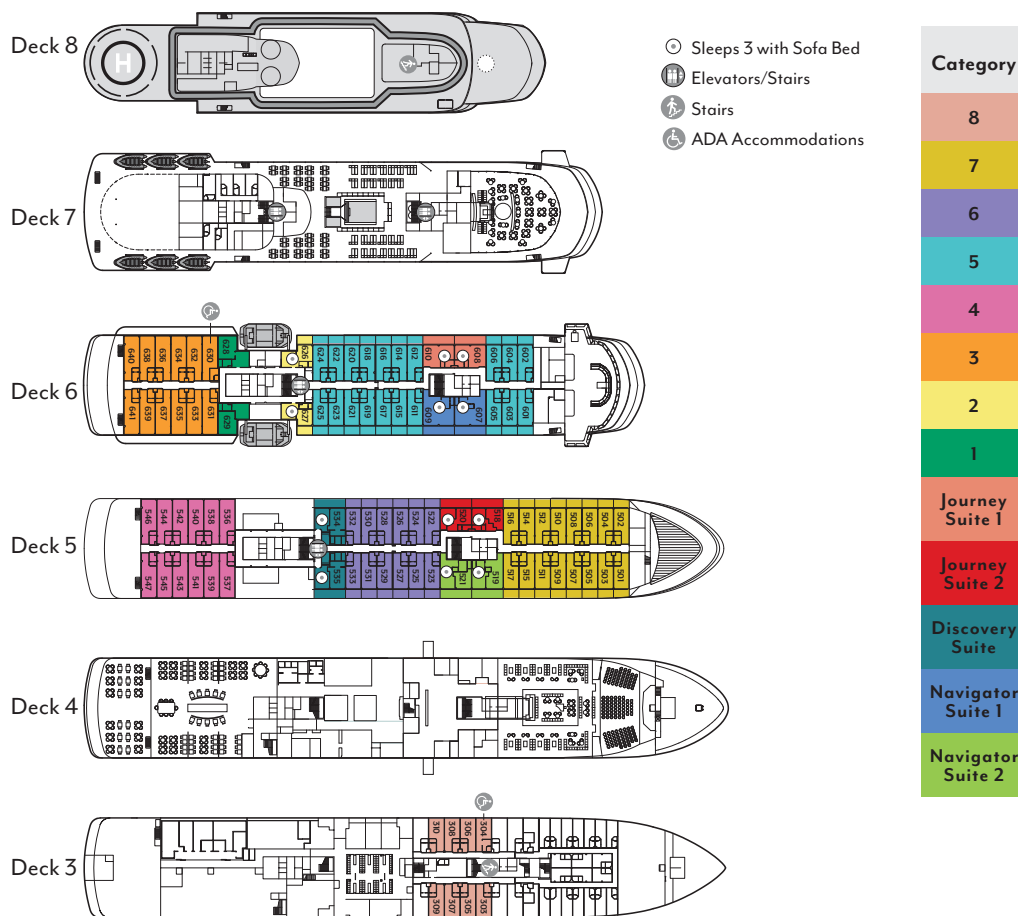 Deck 8
H
Sleeps 3 with Sofa Bed
Elevators/Stairs
Stairs
ADA Accommodations
Category
8
7
6
5
4
3
2
1
Journey
Suite 1
Journey
Suite 2
Discovery
Suite
Navigator
Suite 1
Navigator
Suite 2
Deck 7
Deck 6
640 638 636 634 632 630 628 626 624 622 620 618 616 614 612 610 608 606 604 602
641 639 637 635 633 631 629 627 625 623 621 619 617 615 611 609 607 605 603 601
Deck 5
546 544 542 540 538 536 534 532 530 528 526 524 522 520 518 516 514 512 510 508 506 504 502
547 545 543 541 539 537 535 533 531 529 527 525 523 521 519 517 515 511 509 507 505 503 501
Deck 4
Deck 3
310 308 306 304
309 307 305 303